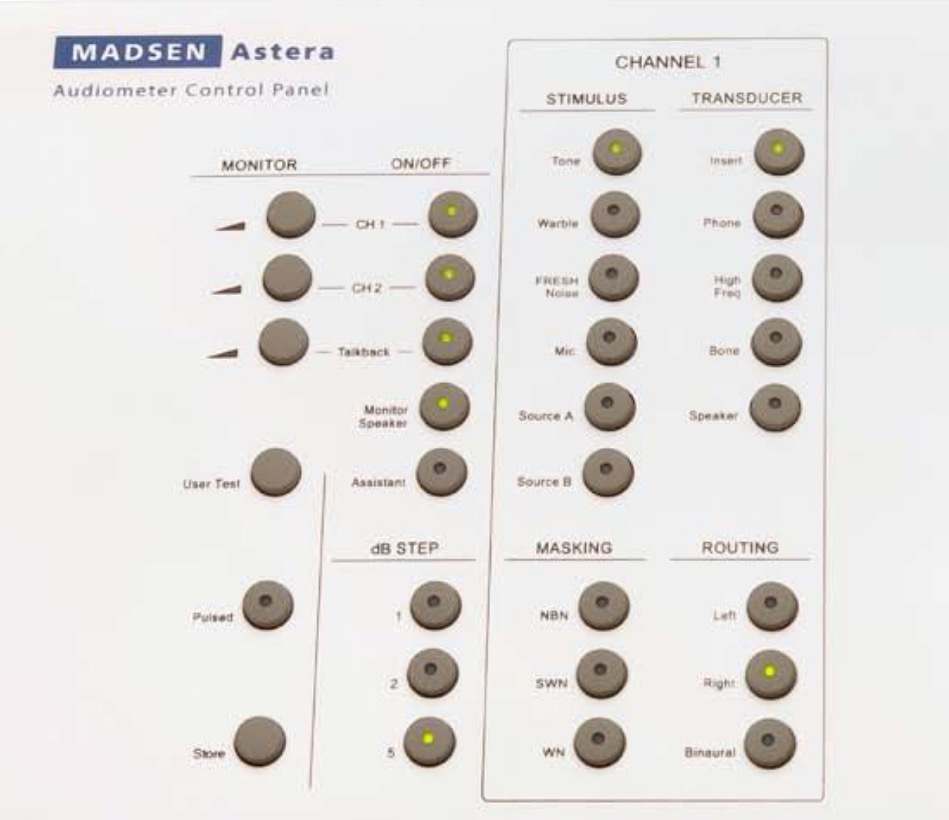 MADSEN Astera
Audiometer Control Panel
MONITOR ON/OFF
CH 1
CH 2
Talkback
Monitor
Speaker
User Test
Assistant
dB STEP
Pulsed
1
2
Store
5
CHANNEL 1
STIMULUS TRANSDUCER
Tone Insert
Warble Phone
FRESH
Noise
High
Freq
Mic Bone
Source A Speaker
Source B
MASKING ROUTING
NBN Left
SWN Right
WN Binaural